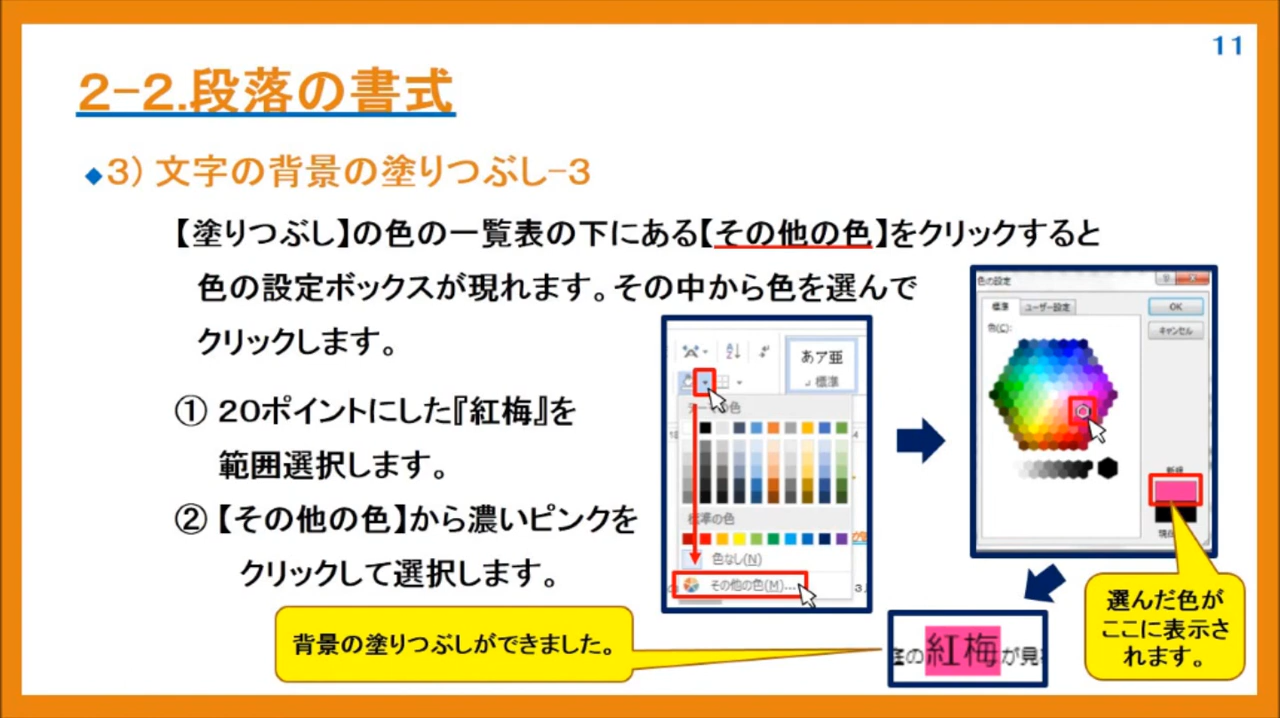 11
2-2.段落の書式
◆3) 文字の背景の塗りつぶし-3
【塗りつぶし】の色の一覧表の下にある【その他の色】をクリックすると
色の設定ボックスが現れます。その中から色を選んで
クリックします。
① 20ポイントにした『紅梅』を
範囲選択します。
② 【その他の色】から濃いピンクを
クリックして選択します。
背景の塗りつぶしができました。
あア亜
標準
標準の色
色なし(N)
その他の色(M)...
色の設定
標準
ユーザー設定
OK
キャンセル
色(C):
の紅梅が見
選んだ色が
ここに表示さ
れます。